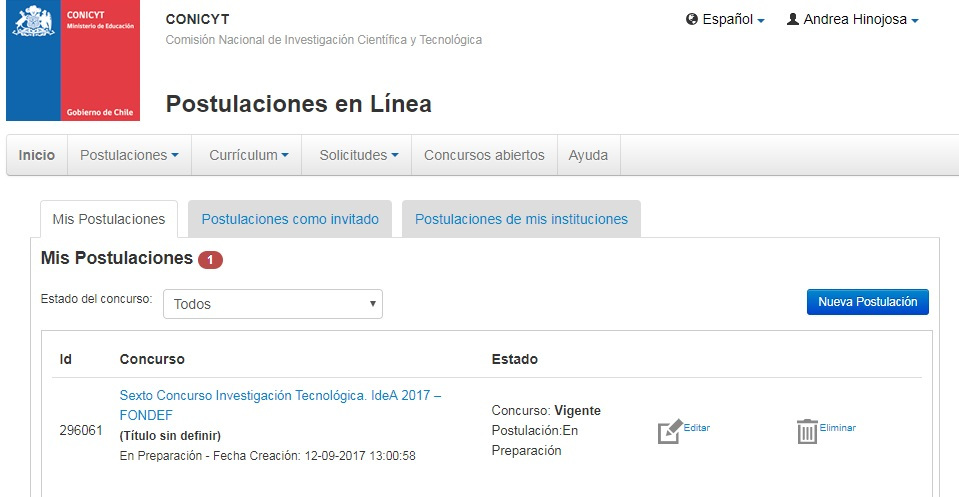 CONICYT
Ministerio de Educación
Gobierno de Chile
CONICYT
Comisión Nacional de Investigación Científica y Tecnológica
Español
Andrea Hinojosa
Postulaciones en Línea
Inicio
Postulaciones
Currículum
Solicitudes
Concursos abiertos
Ayuda
Mis Postulaciones
Postulaciones como invitado
Postulaciones de mis instituciones
Mis Postulaciones 1
Estado del concurso:
Todos
Nueva Postulación
Id
Concurso
Estado
296061
Sexto Concurso Investigación Tecnológica. IdeA 2017 –
FONDEF
(Título sin definir)
En Preparación - Fecha Creación: 12-09-2017 13:00:58
Concurso: Vigente
Postulación:En
Preparación
Editar
Eliminar